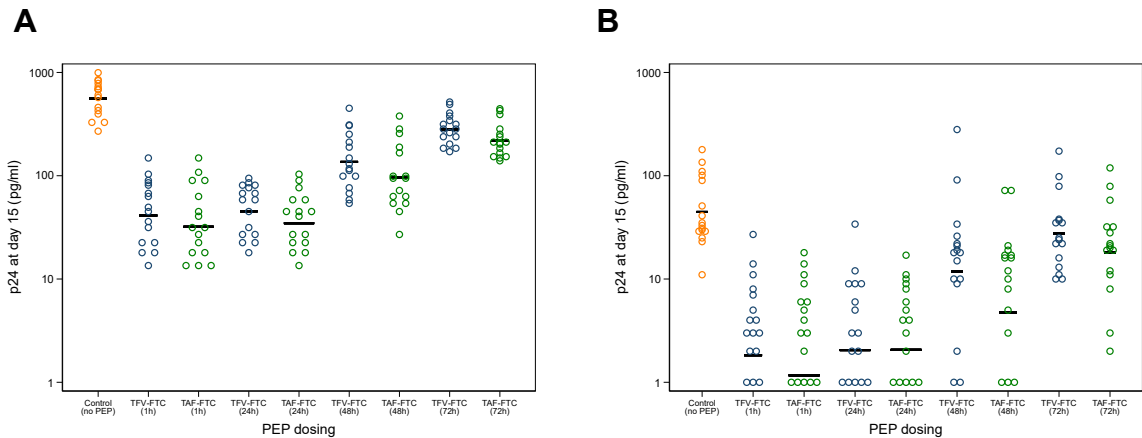 A
p24 at day 15 (pg/ml)
1000
100
10
1
Control
(no PEP)
TFV-FTC
(1h)
TAF-FTC
(1h)
TFV-FTC
(24h)
TAF-FTC
(24h)
TFV-FTC
(48h)
TAF-FTC
(48h)
TFV-FTC
(72h)
TAF-FTC
(72h)
PEP dosing
B
p24 at day 15 (pg/ml)
1000
100
10
1
Control
(no PEP)
TFV-FTC
(1h)
TAF-FTC
(1h)
TFV-FTC
(24h)
TAF-FTC
(24h)
TFV-FTC
(48h)
TAF-FTC
(48h)
TFV-FTC
(72h)
TAF-FTC
(72h)
PEP dosing